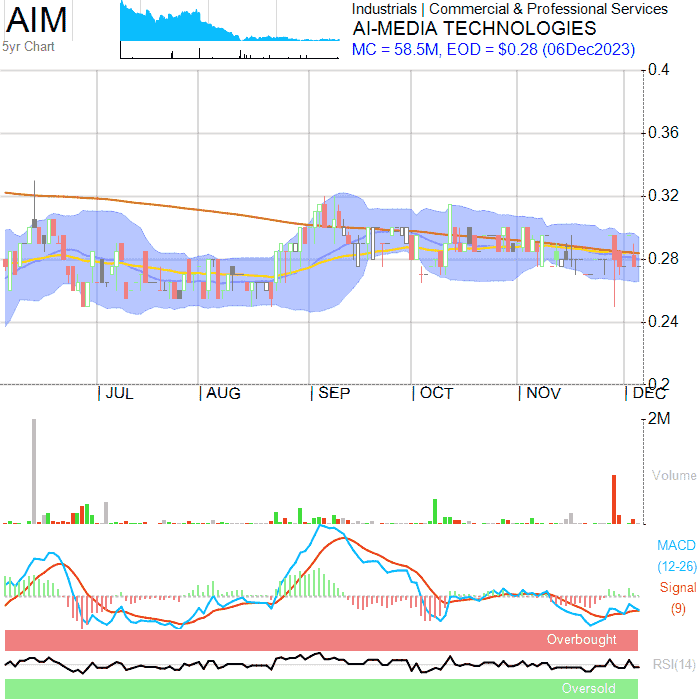 AIM
5yr Chart
Industrials | Commercial & Professional Services
AI-MEDIA TECHNOLOGIES
MC = 58.5M, EOD = $0.28 (06Dec2023)
0.4
0.36
0.32
0.28
0.24
0.2
JUL AUG SEP OCT NOV DEC
2M
Volume
MACD
(12-26)
Signal
(9)
Overbought
RSI(14)
Oversold